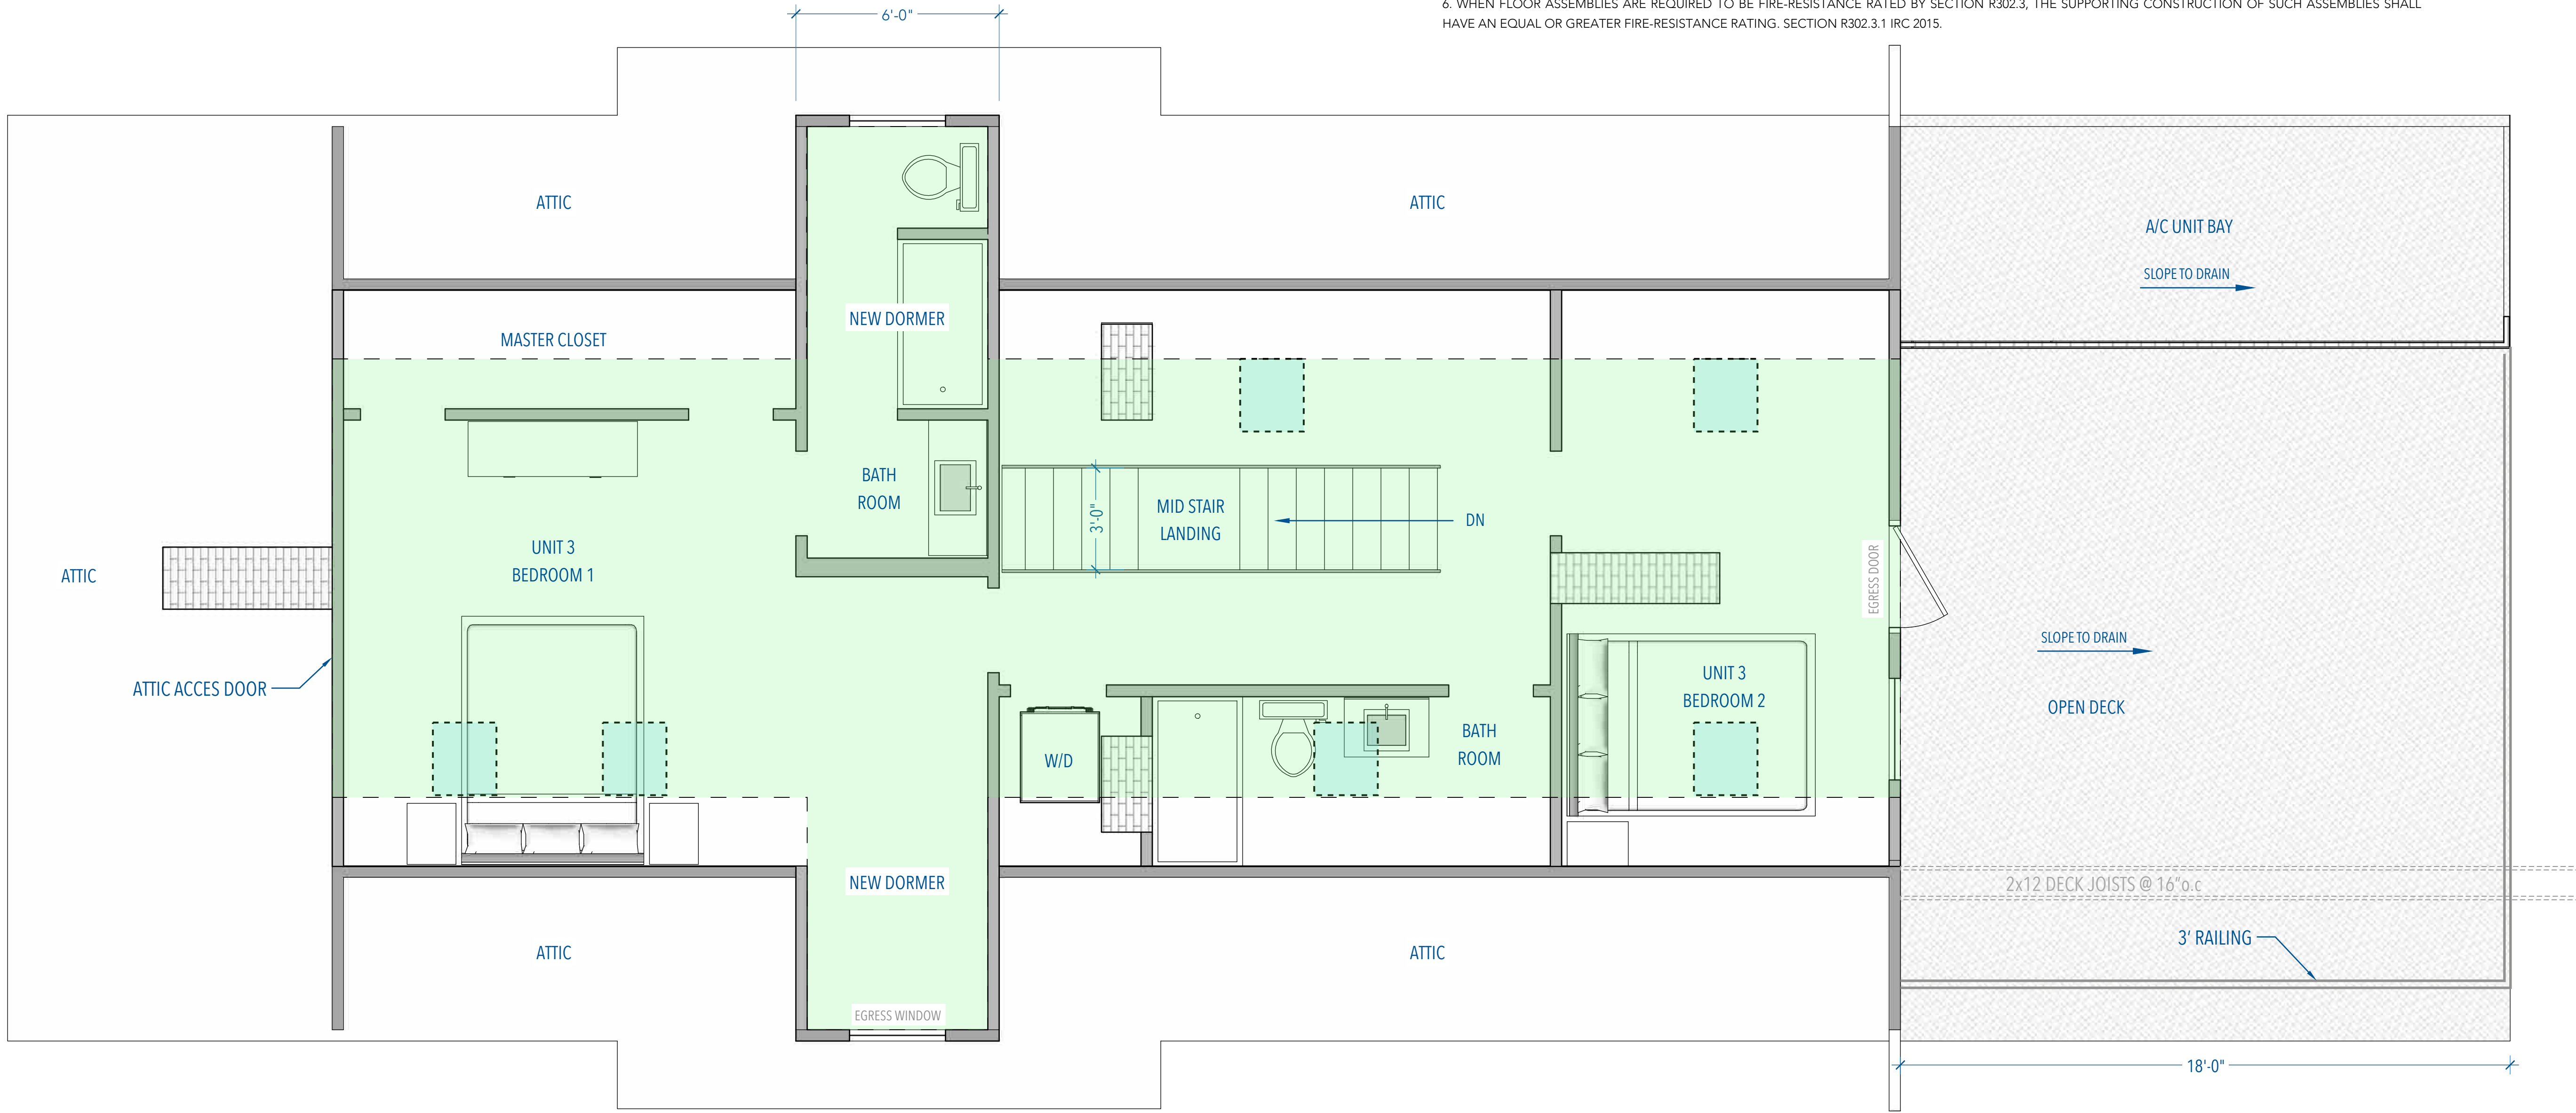 6. WHEN FLOOR ASSEMBLIES ARE REQUIRED TO BE FIRE-RESISTANCE RATED BY SECTION R302.3, THE SUPPORTING CONSTRUCTION OF SUCH ASSEMBLIES SHALL
HAVE AN EQUAL OR GREATER FIRE-RESISTANCE RATING. SECTION R302.3.1 IRC 2015.
6'-0"
ATTIC
ATTIC
A/C UNIT BAY
SLOPE TO DRAIN
NEW DORMER
MASTER CLOSET
BATH
ROOM
MID STAIR
LANDING
3'-0"
DN
UNIT 3
BEDROOM 1
ATTIC
EGRESS DOOR
SLOPE TO DRAIN
ATTIC ACCES DOOR
UNIT 3
BEDROOM 2
OPEN DECK
W/D
BATH
ROOM
NEW DORMER
2x12 DECK JOISTS @ 16"o.c
ATTIC
ATTIC
3' RAILING
EGRESS WINDOW
18'-0"